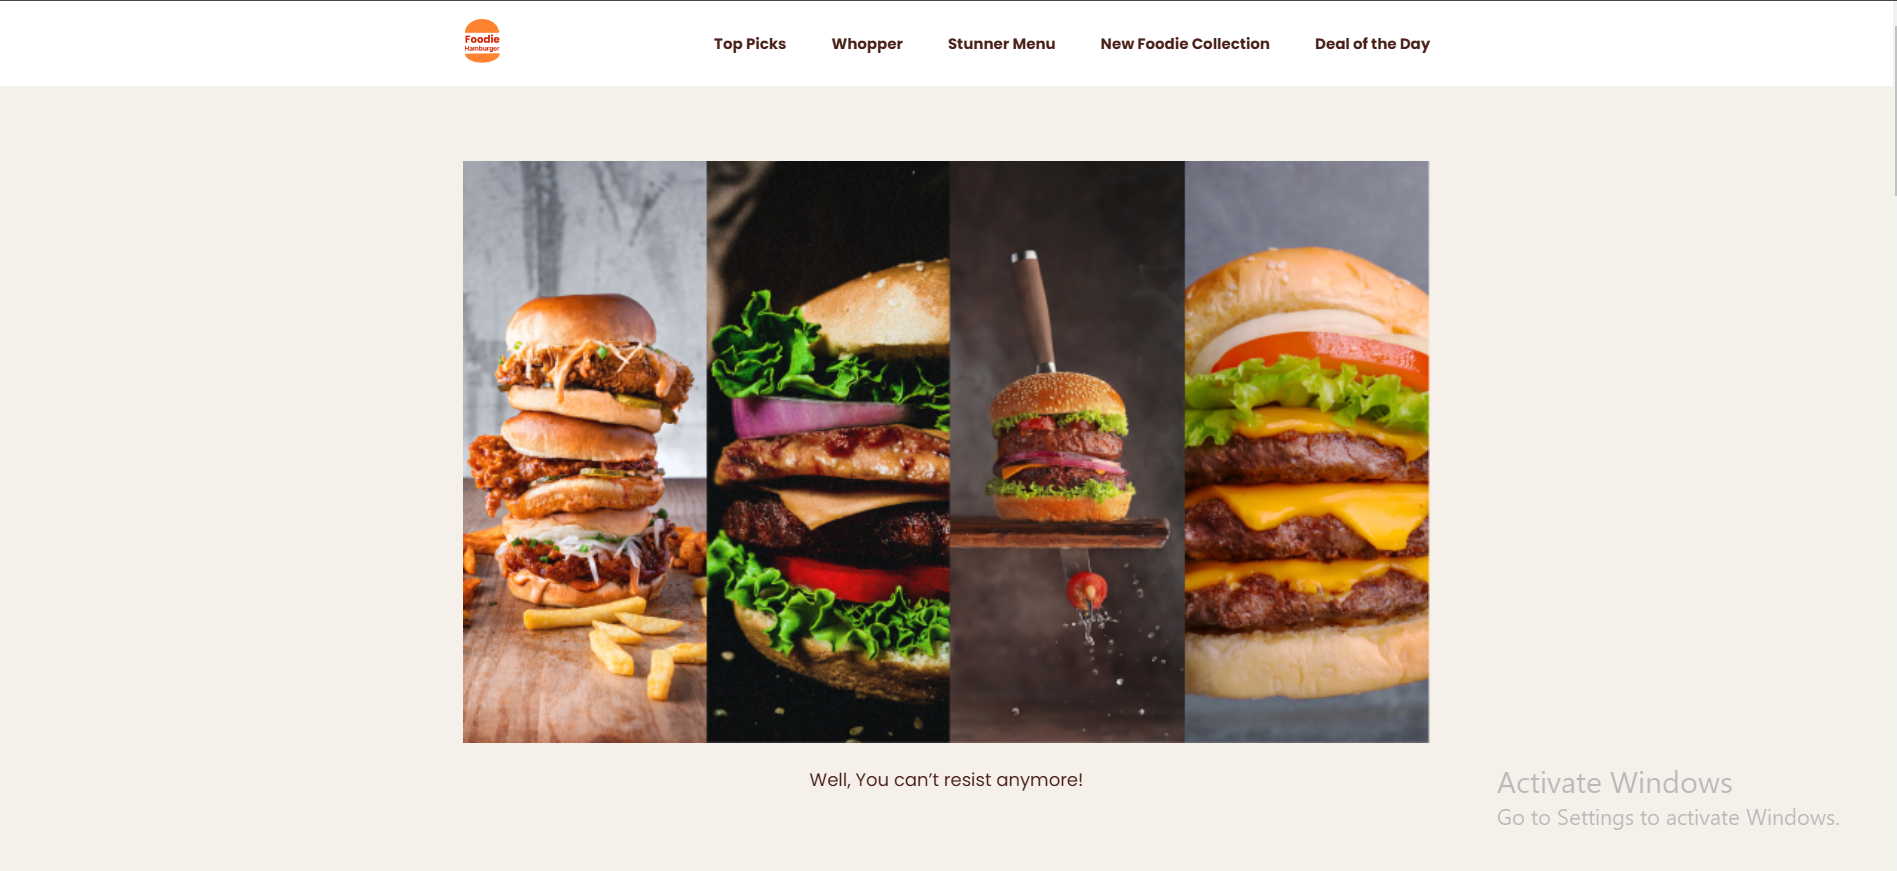 Foodie
Hamburger
Top Picks
Whopper
Stunner Menu
New Foodie Collection
Deal of the Day
Well, You can’t resist anymore!
Activate Windows
Go to Settings to activate Windows.